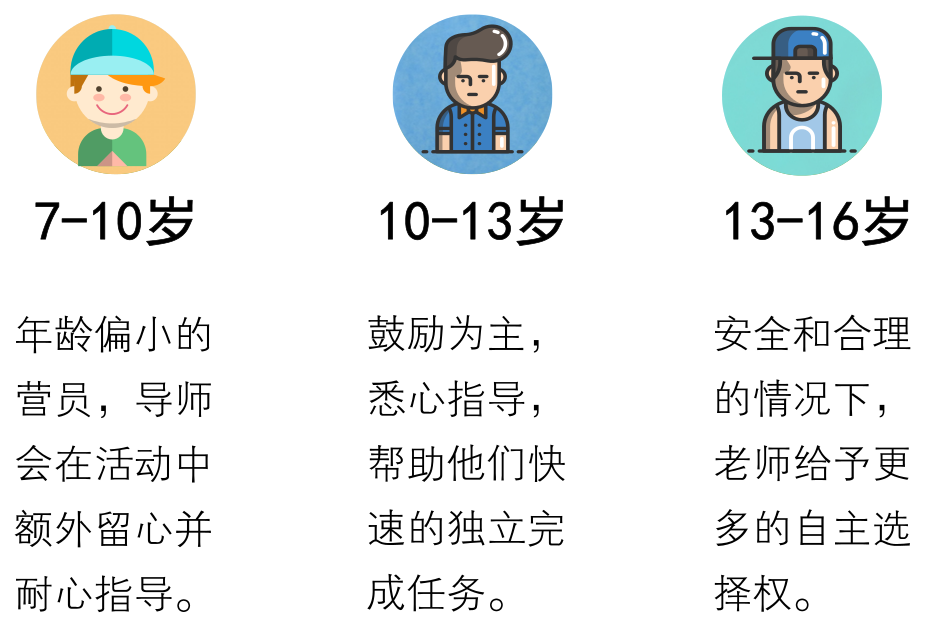 7-10岁
年龄偏小的
营员，导师
会在活动中
额外留心并
耐心指导。
10-13岁
鼓励为主，
悉心指导，
帮助他们快
速的独立完
成任务。
13-16岁
安全和合理
的情况下，
老师给予更
多的自主选
择权。